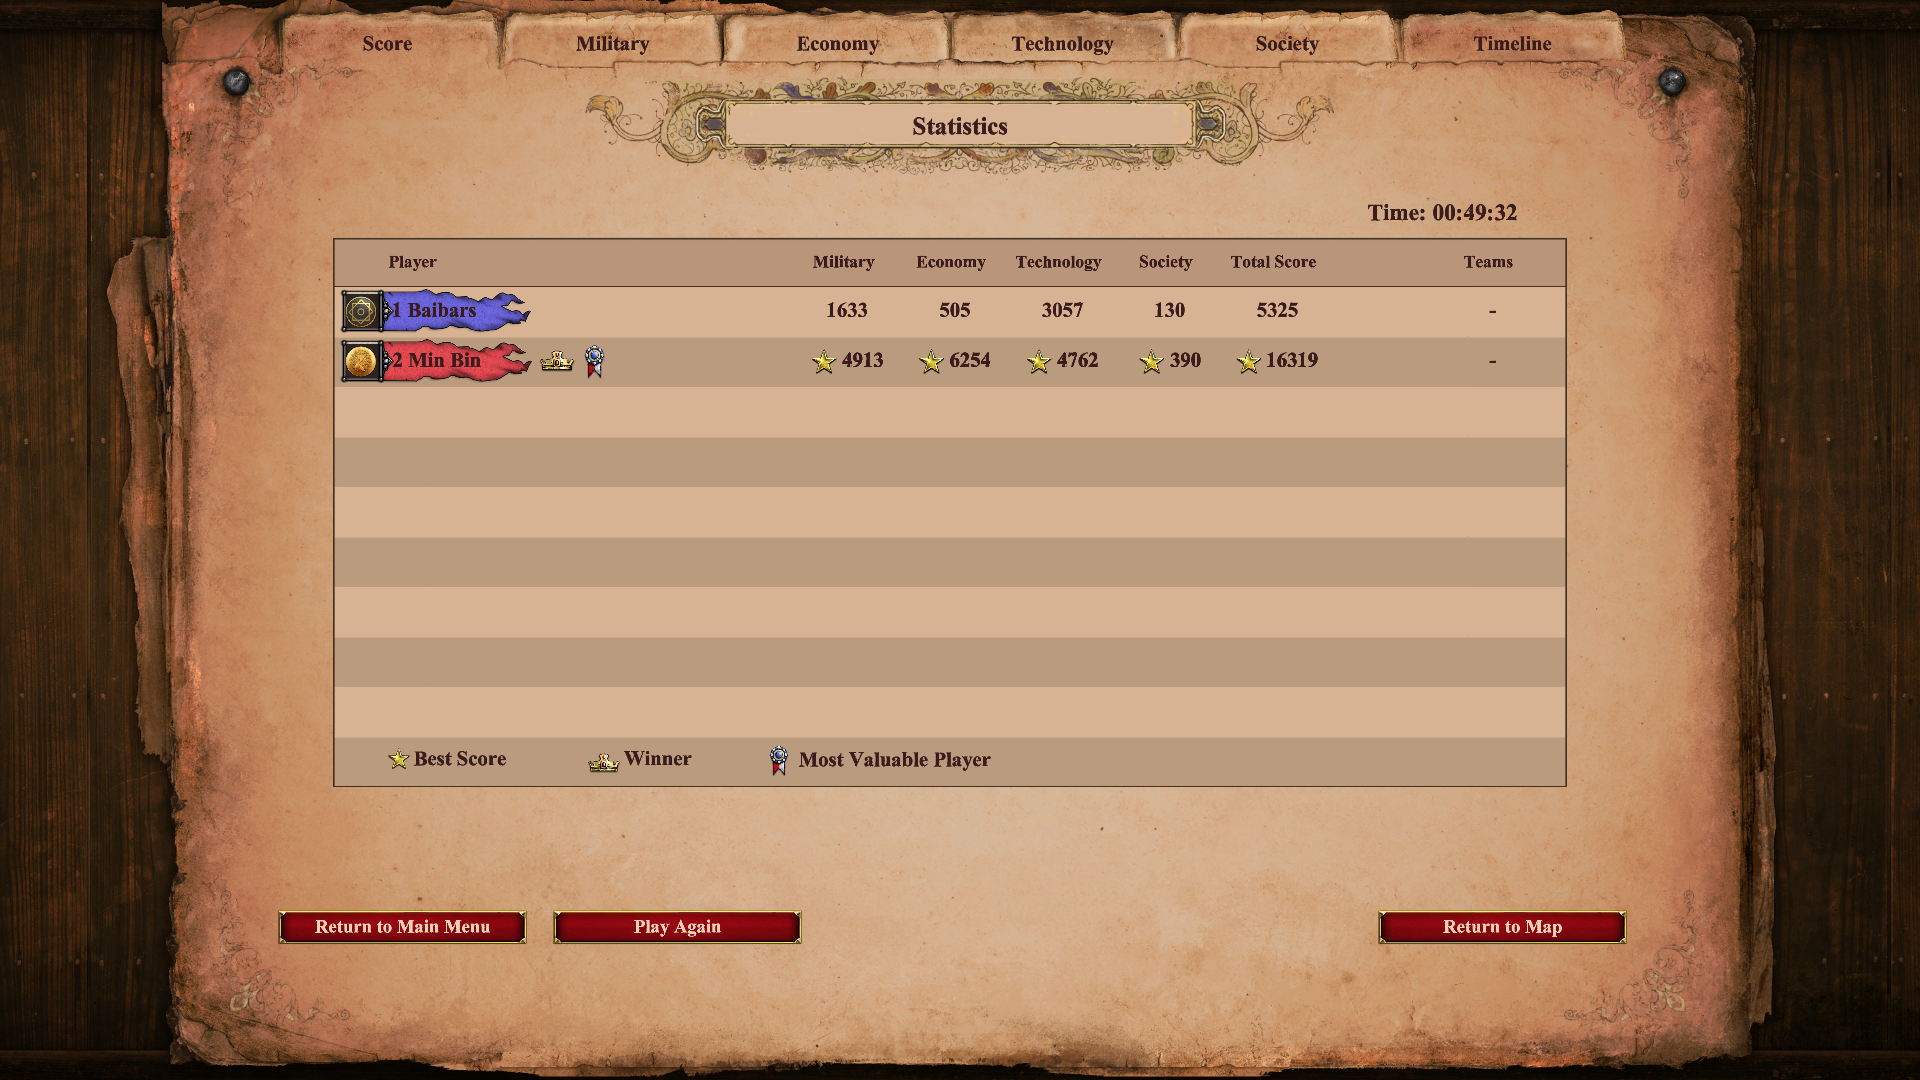 Score Military Economy Technology Society Timeline
Statistics
Time: 00:49:32
Player Military Economy Technology Society Total Score Teams
1 Baibars 1633 505 3057 130 5325 -
2 Min Bin 4913 6254 4762 390 16319 -
Best Score Winner Most Valuable Player
Return to Main Menu Play Again Return to Map